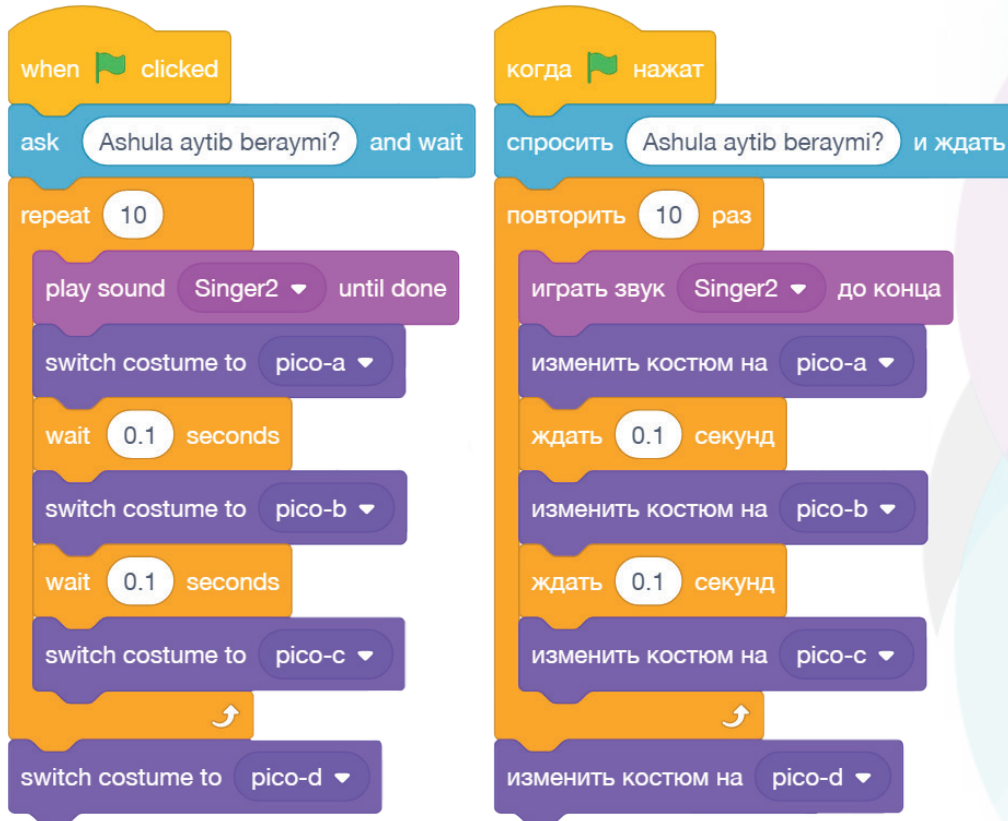 when clicked
ask Ashula aytib beraymi? and wait
repeat 10
play sound Singer2 until done
switch costume to pico-a
wait 0.1 seconds
switch costume to pico-b
wait 0.1 seconds
switch costume to pico-c
switch costume to pico-d
когда нажат
спросить Ashula aytib beraymi? и ждать
повторить 10 раз
играть звук Singer2 до конца
изменить костюм на pico-a
ждать 0.1 секунд
изменить костюм на pico-b
ждать 0.1 секунд
изменить костюм на pico-c
изменить костюм на pico-d